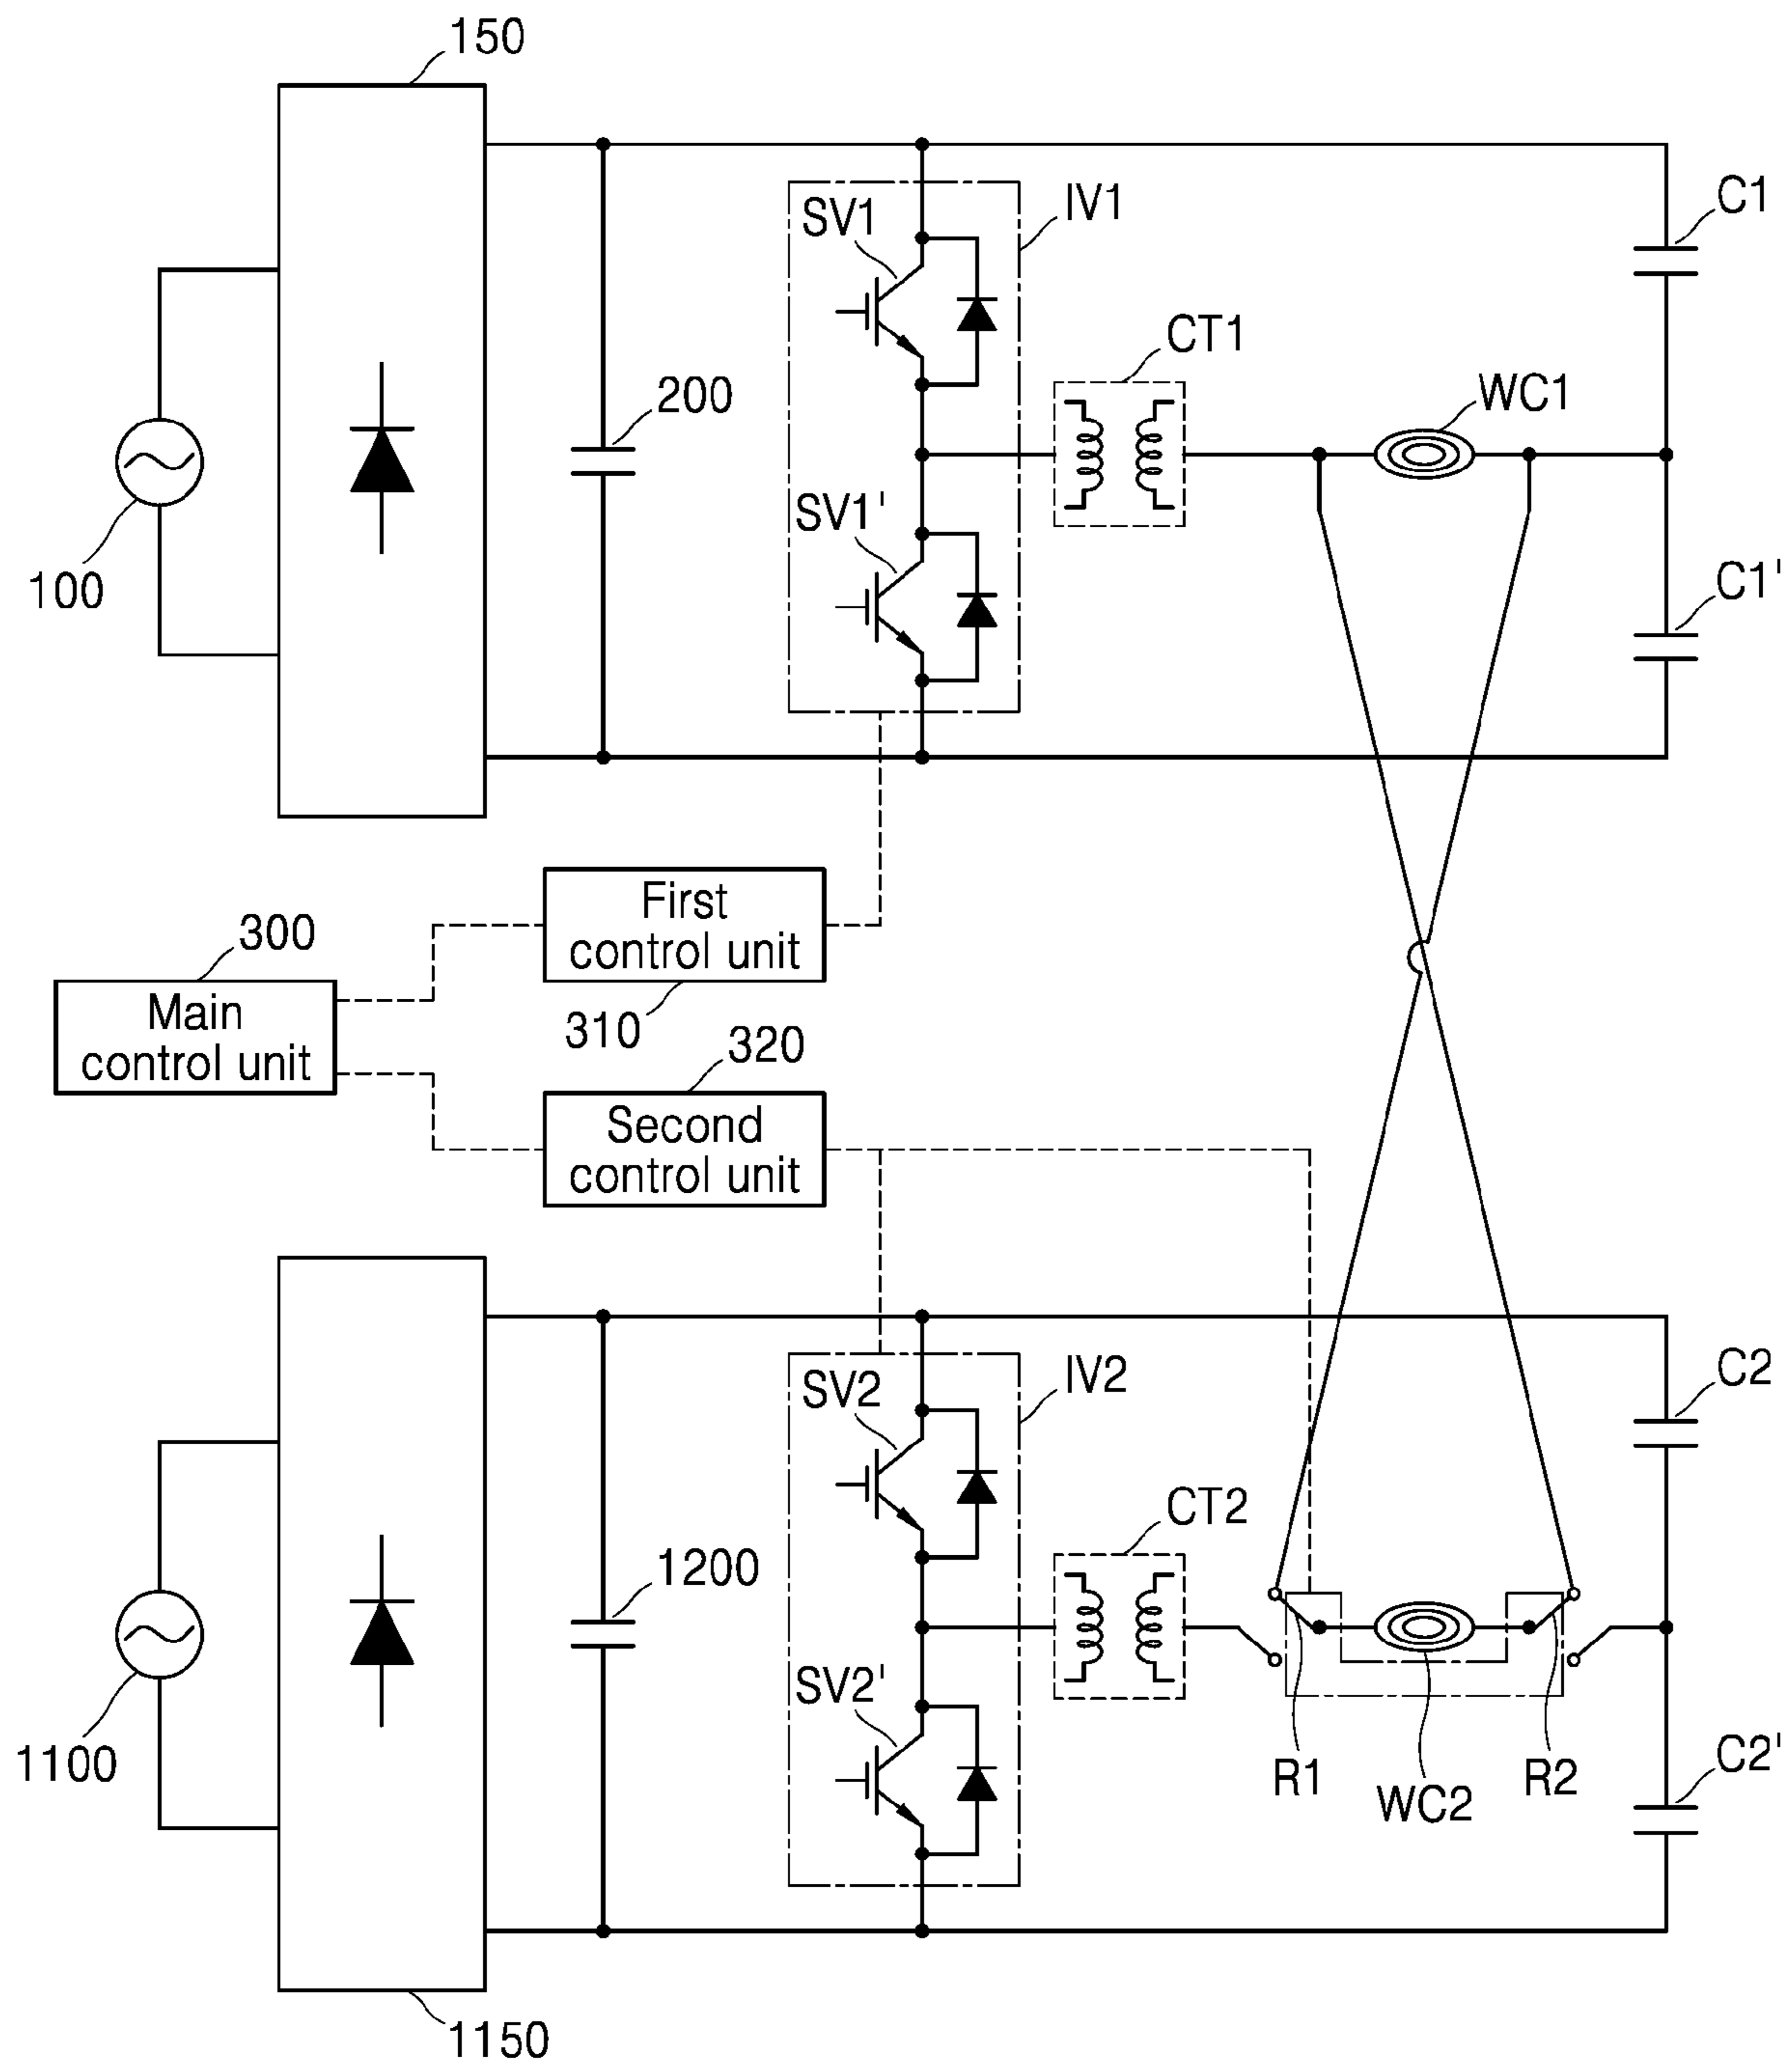 150
SV1
IV1
C1
CT1
200
WC1
SV1'
100
C1'
First
control unit
300
Main
control unit
310
320
Second
control unit
SV2
IV2
C2
CT2
1200
SV2'
1100
R1
WC2
R2
C2'
1150